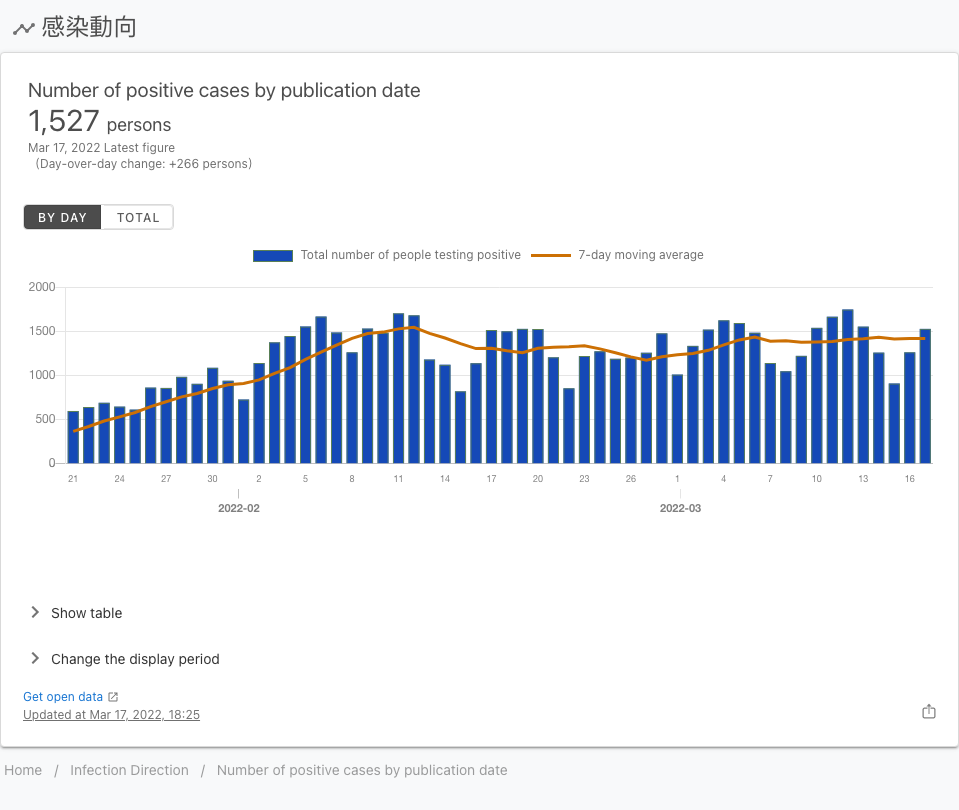 感染動向
Number of positive cases by publication date
1,527 persons
Mar 17, 2022 Latest figure
(Day-over-day change: +266 persons)
BY DAY TOTAL
Total number of people testing positive 7-day moving average
2000
1500
1000
500
0
21 24 27 30 2 5 8 11 14 17 20 23 26 1 4 7 10 13 16
2022-02 2022-03
Show table
Change the display period
Get open data
Updated at Mar 17, 2022, 18:25
Home / Infection Direction / Number of positive cases by publication date